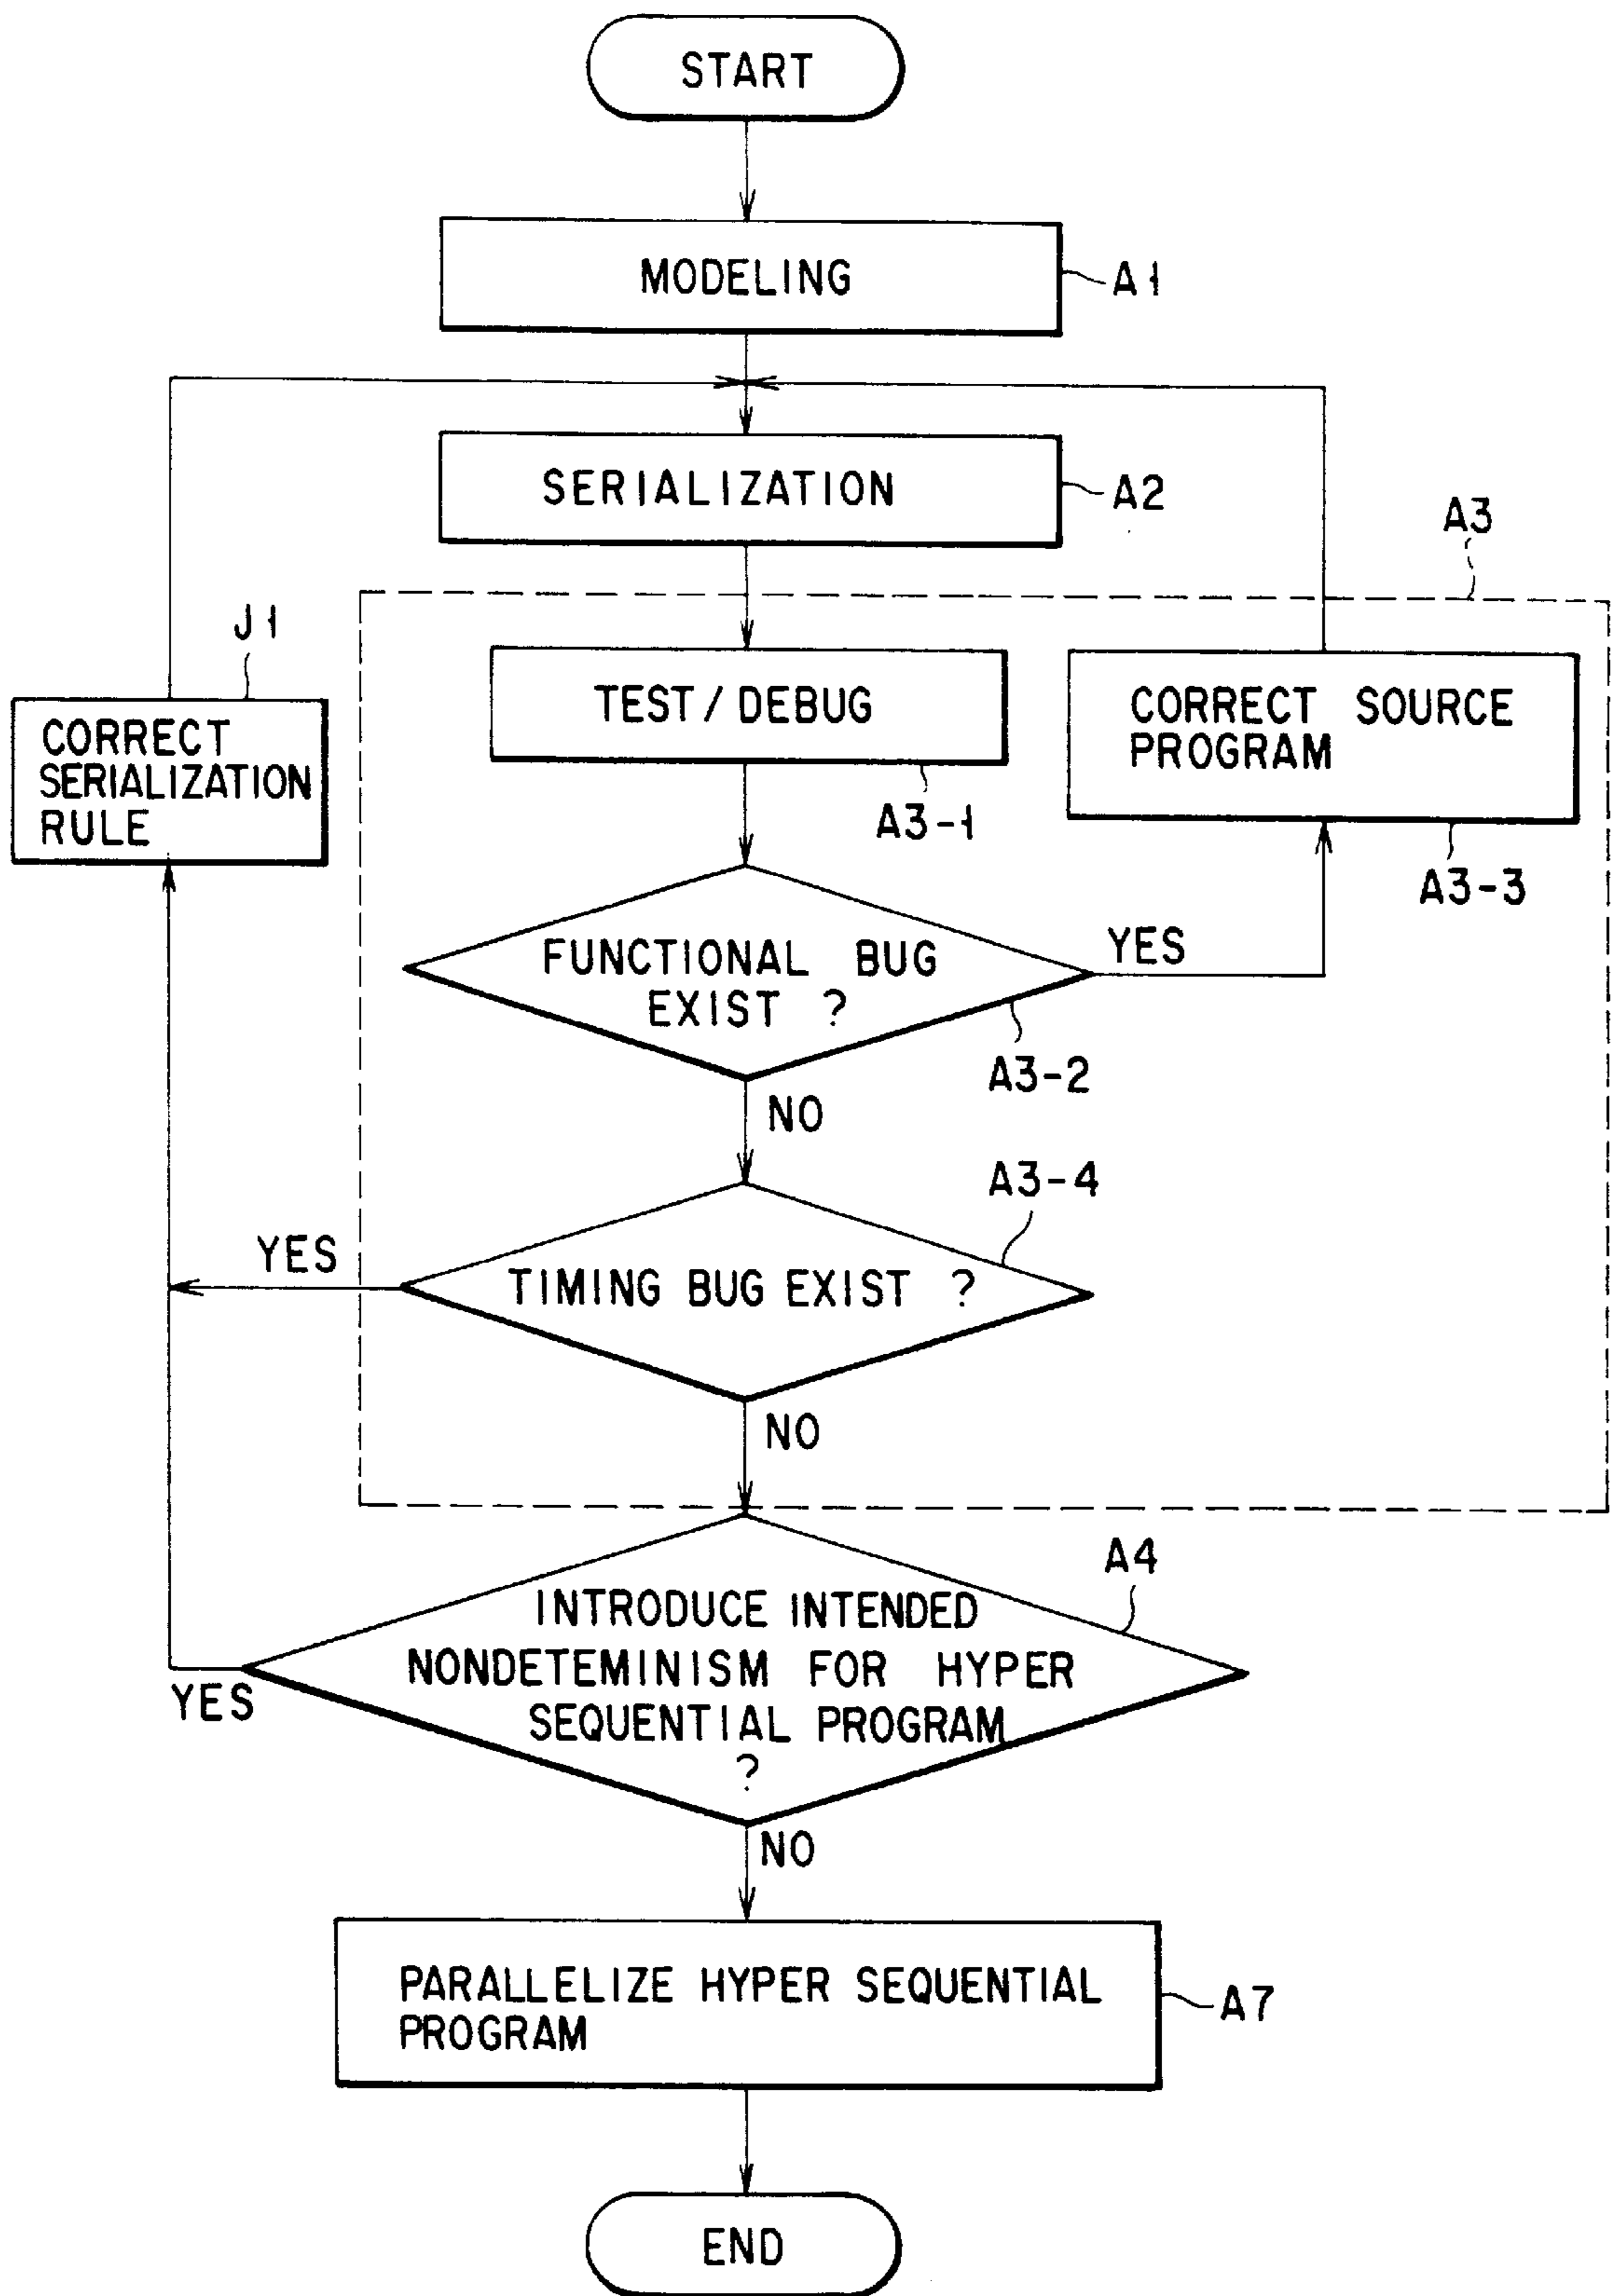 START
MODELING
A1
SERIALIZATION
A2
A3
J1
CORRECT
SERIALIZATION
RULE
TEST/DEBUG
A3-1
CORRECT SOURCE
PROGRAM
A3-3
FUNCTIONAL BUG
EXIST ?
YES
A3-2
NO
A3-4
YES
TIMING BUG EXIST ?
NO
A4
INTRODUCE INTENDED
NONDETEMINISM FOR HYPER
SEQUENTIAL PROGRAM
?
YES
NO
PARALLELIZE HYPER SEQUENTIAL
PROGRAM
A7
END